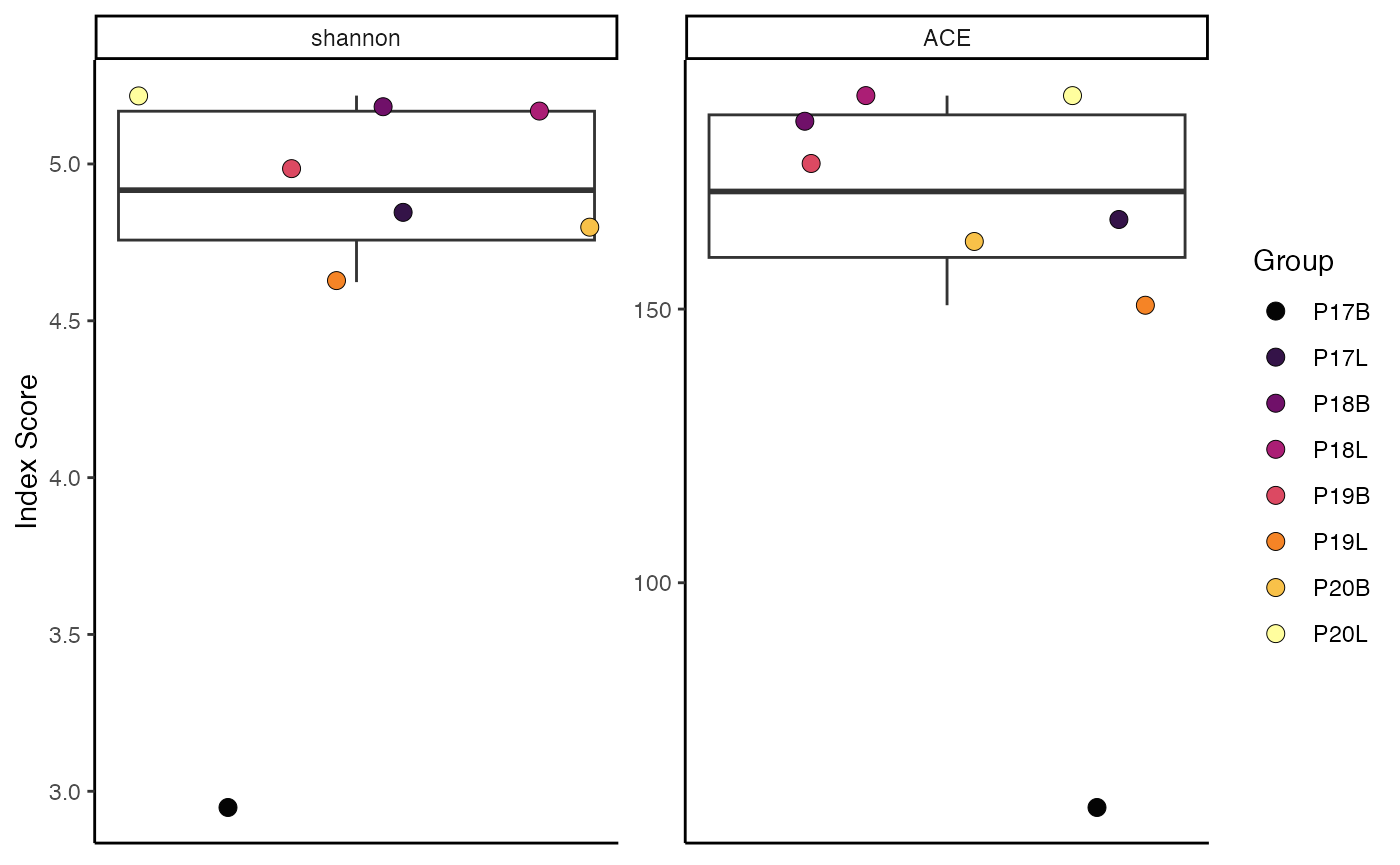 shannon
ACE
5.0
4.5
4.0
3.5
3.0
Index Score
150
100
Group
P17B
P17L
P18B
P18L
P19B
P19L
P20B
P20L